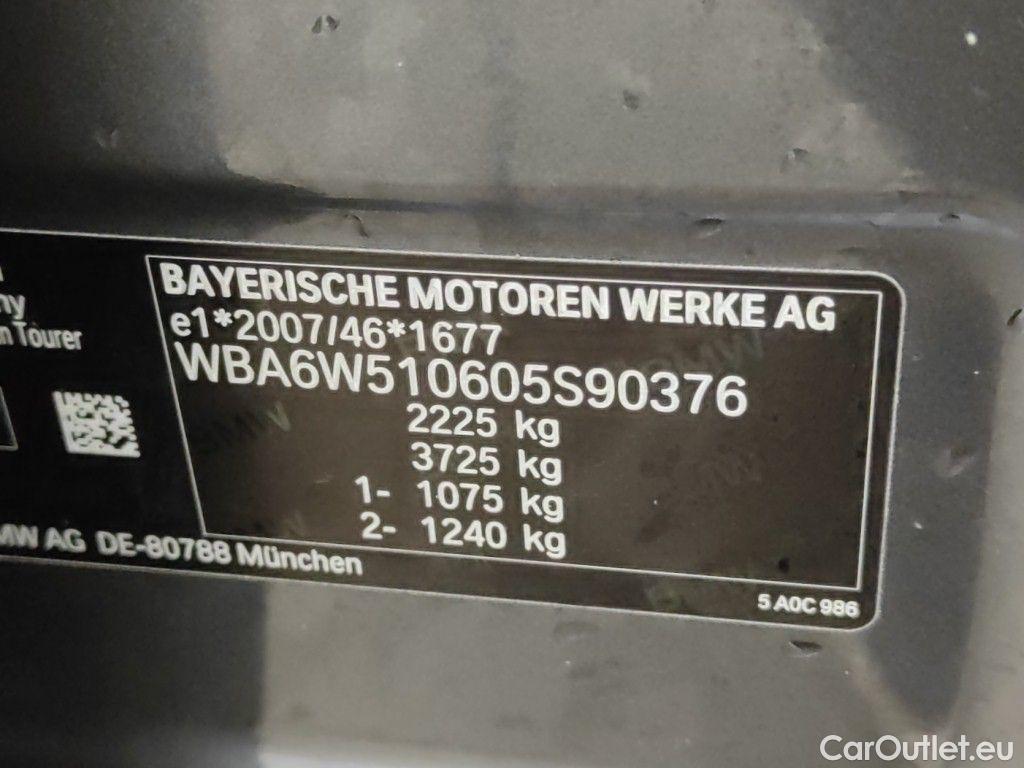 BAYERISCHE MOTOREN WERKE AG
e1*2007/46*1677
WBA6W510605S90376
2225 kg
3725 kg
1- 1075 kg
2- 1240 kg
Tourer
AG DE-80788 München
5 A0C 986
CarOutlet.eu